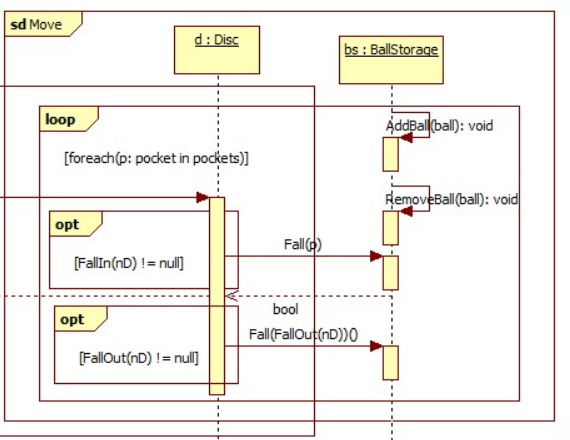 sd Move
d : Disc
bs : BallStorage
loop
AddBall(ball): void
[foreach(p: pocket in pockets)]
RemoveBall(ball): void
opt
Fall(p)
[FallIn(nD) != null]
bool
opt
Fall(FallOut(nD))()
[FallOut(nD) != null]